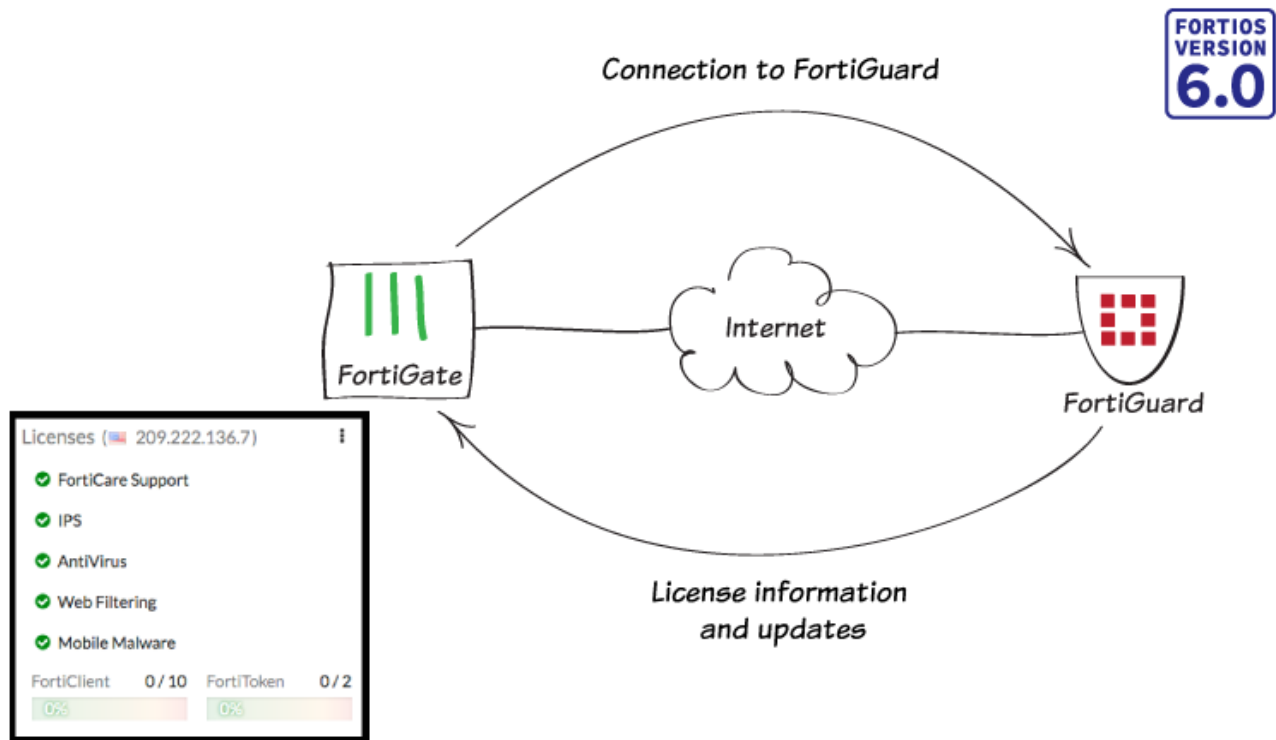 FORTIOS
VERSION
6.0
Connection to FortiGuard
FortiGate
Internet
FortiGuard
License information
and updates
Licenses (209.222.136.7)
FortiCare Support
IPS
AntiVirus
Web Filtering
Mobile Malware
FortiClient 0 / 10 FortiToken 0 / 2
0% 0%